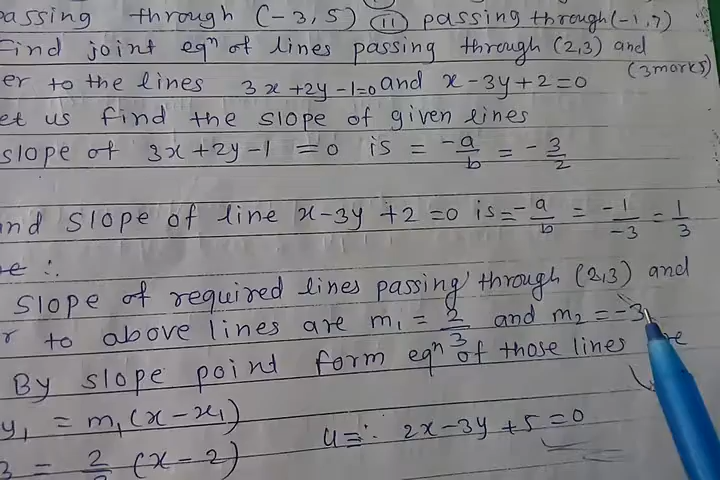 passing through (-3,5) (ii) passing through (-1,7)
Find joint eqⁿ of lines passing through (2,3) and
er to the lines 3x+2y-1=0 and x-3y+2=0 (3marks)
et us find the slope of given lines
slope of 3x+2y-1 =0 is = -a/b = -3/2
nd slope of line x-3y+2=0 is = -a/b = -1/-3 = 1/3
∴
slope of required lines passing through (2,3) and
r to above lines are m₁ = 2/3 and m₂ = -3
By slope point form eqⁿ of those lines
y₁ = m₁(x-x₁)
∴ 2x-3y+5=0
3 = 2/3 (x-2)